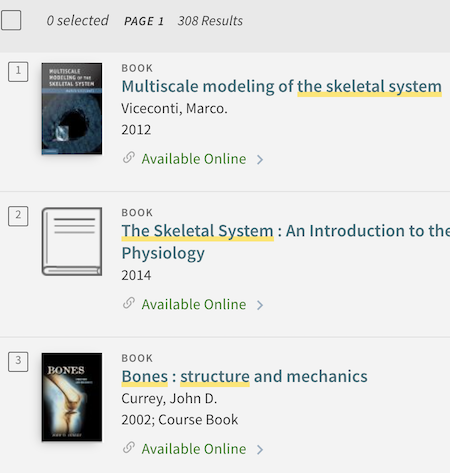 0 selected PAGE 1 308 Results
1
MULTISCALE
MODELING OF THE
SKELETAL SYSTEM
BOOK
Multiscale modeling of the skeletal system
Viceconti, Marco.
2012
Available Online
2
BOOK
The Skeletal System : An Introduction to the
Physiology
2014
Available Online
3
BONES
BOOK
Bones : structure and mechanics
Currey, John D.
2002; Course Book
Available Online